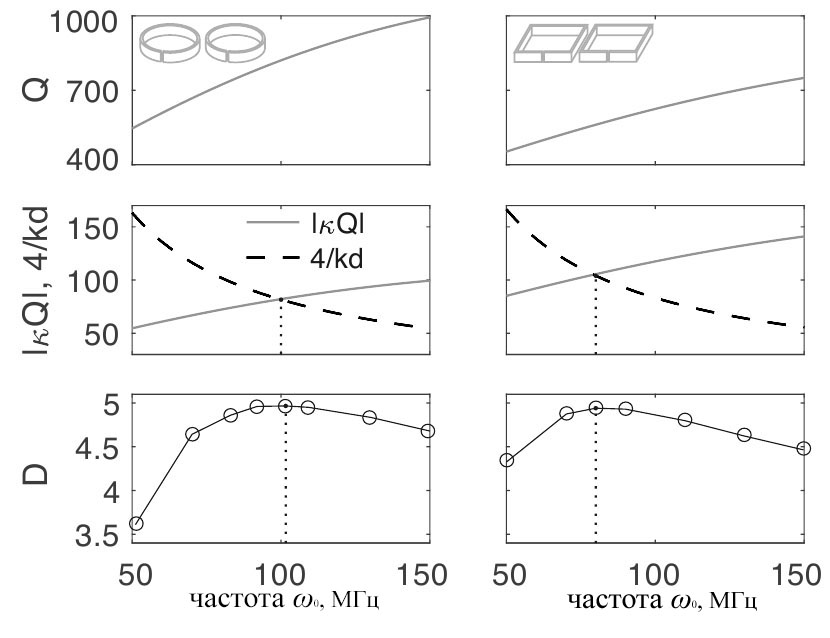 1000
700
400
Q
150
100
50
|κQ|, 4/kd
|κQ|
4/kd
5
4.5
4
3.5
D
50 100 150 50 100 150
частота ω₀, МГц частота ω₀, МГц